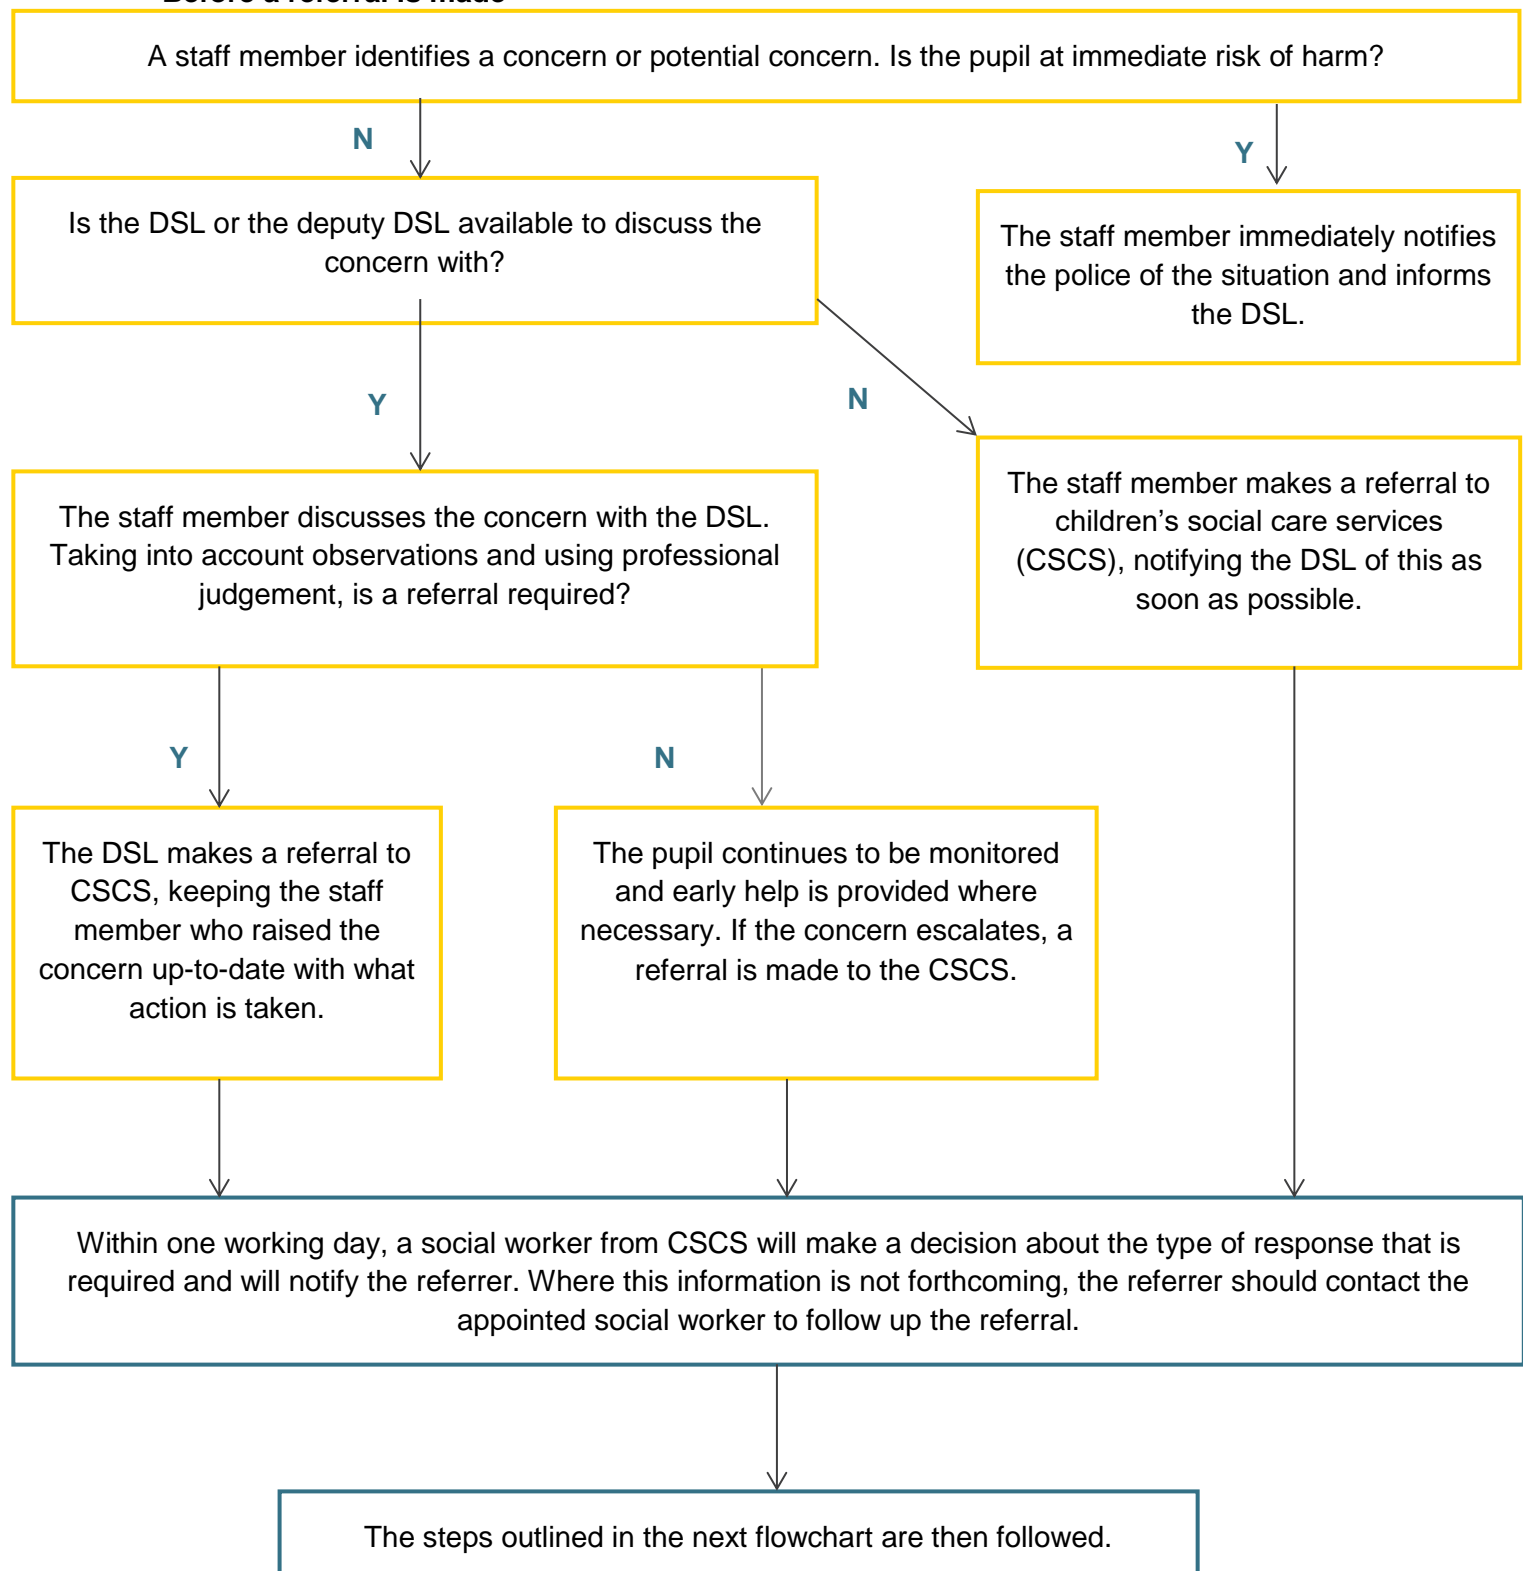 Before a referral is made
A staff member identifies a concern or potential concern. Is the pupil at immediate risk of harm?
N
Y
Is the DSL or the deputy DSL available to discuss the
concern with?
The staff member immediately notifies
the police of the situation and informs
the DSL.
Y
N
The staff member discusses the concern with the DSL.
Taking into account observations and using professional
judgement, is a referral required?
The staff member makes a referral to
children’s social care services
(CSCS), notifying the DSL of this as
soon as possible.
Y
N
The DSL makes a referral to
CSCS, keeping the staff
member who raised the
concern up-to-date with what
action is taken.
The pupil continues to be monitored
and early help is provided where
necessary. If the concern escalates, a
referral is made to the CSCS.
Within one working day, a social worker from CSCS will make a decision about the type of response that is
required and will notify the referrer. Where this information is not forthcoming, the referrer should contact the
appointed social worker to follow up the referral.
The steps outlined in the next flowchart are then followed.